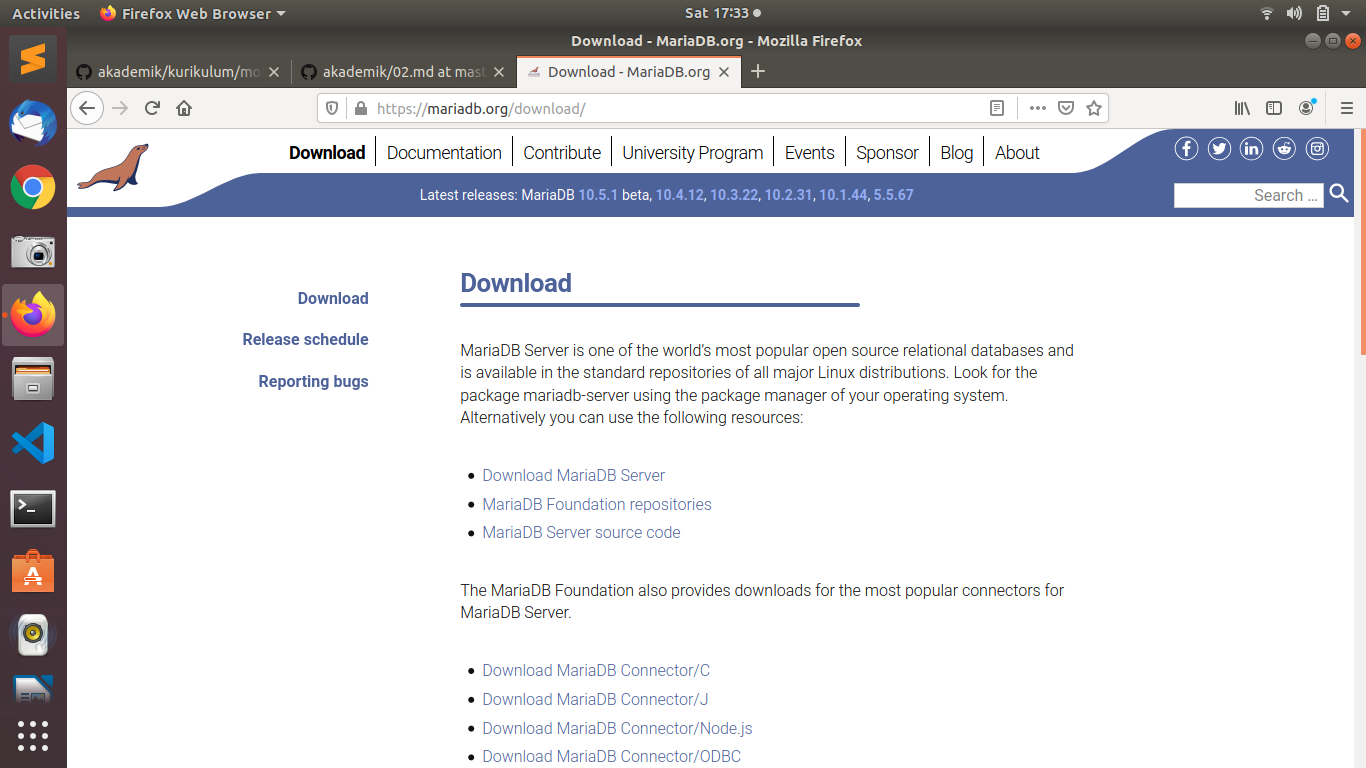 Activities
Firefox Web Browser
Sat 17:33
Download - MariaDB.org - Mozilla Firefox
akademik/kurikulum/mo
akademik/02.md at mast
Download - MariaDB.org
https://mariadb.org/download/
Download
Documentation
Contribute
University Program
Events
Sponsor
Blog
About
Latest releases: MariaDB 10.5.1 beta, 10.4.12, 10.3.22, 10.2.31, 10.1.44, 5.5.67
Search ...
Download
Release schedule
Reporting bugs
Download
MariaDB Server is one of the world's most popular open source relational databases and
is available in the standard repositories of all major Linux distributions. Look for the
package mariadb-server using the package manager of your operating system.
Alternatively you can use the following resources:
Download MariaDB Server
MariaDB Foundation repositories
MariaDB Server source code
The MariaDB Foundation also provides downloads for the most popular connectors for
MariaDB Server.
Download MariaDB Connector/C
Download MariaDB Connector/J
Download MariaDB Connector/Node.js
Download MariaDB Connector/ODBC